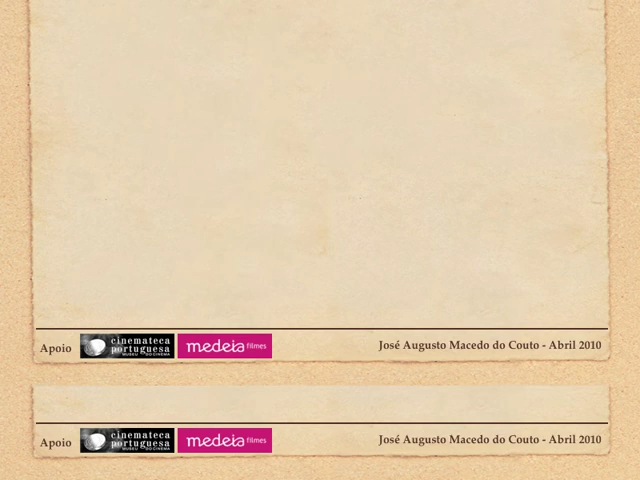 Apoio
cinemateca
portuguesa
MUSEU DO CINEMA
medeia filmes
José Augusto Macedo do Couto - Abril 2010
Apoio
cinemateca
portuguesa
MUSEU DO CINEMA
medeia filmes
José Augusto Macedo do Couto - Abril 2010